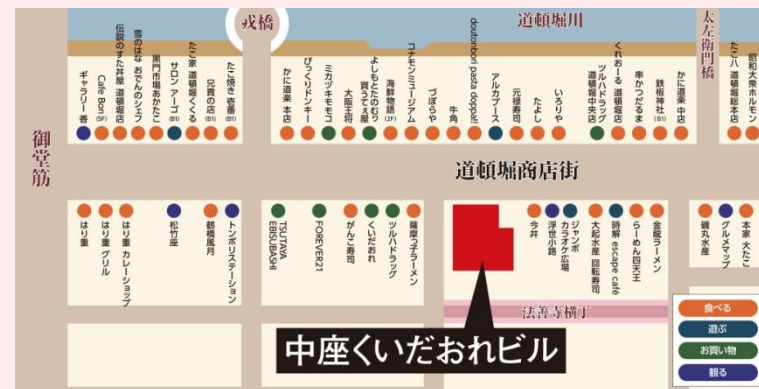 戎橋
道頓堀川
太左衛門橋
御堂筋
ギャラリー 香
Cafe Bon(5F)
伝説のすた丼屋 道頓堀店
雪のはな おでんのシェフ
黒門市場あかたこ
サロン アーブ(B1)
たこ家 道頓堀くくる
兄貴の店(B1)
たこ焼き 壱番(B1)
かに道楽 本店
びっくりドンキー
ミカヅキモモコ
大阪王将
よしもとたのむわ
買うてぇ屋
海鮮物語(2F)
コナモンミュージアム
づぼらや
牛角
doutonbori pasta doppa!!
アルカブース
元禄寿司
たよし
いろりや
ツルハドラッグ
道頓堀中央店
くれおーる 道頓堀店
串かつだるま
鉄板神社(B1)
かに道楽 中店
たこ八 道頓堀総本店
昭和大衆ホルモン
道頓堀商店街
はり重
はり重 グリル
はり重 カレーショップ
松竹座
鶴橋風月
トンボリステーション
TSUTAYA
EBISUBASHI
FOREVER21
がんこ寿司
くいだおれ
ツルハドラッグ
薩摩っ子ラーメン
今井
浮世小路
ジャンボ
カラオケ広場
大起水産 回転寿司
時解 escape cafe
らーめん四天王
金龍ラーメン
磯丸水産
グルメマップ
本家 大たこ
法善寺横丁
中座くいだおれビル
食べる
遊ぶ
お買い物
観る